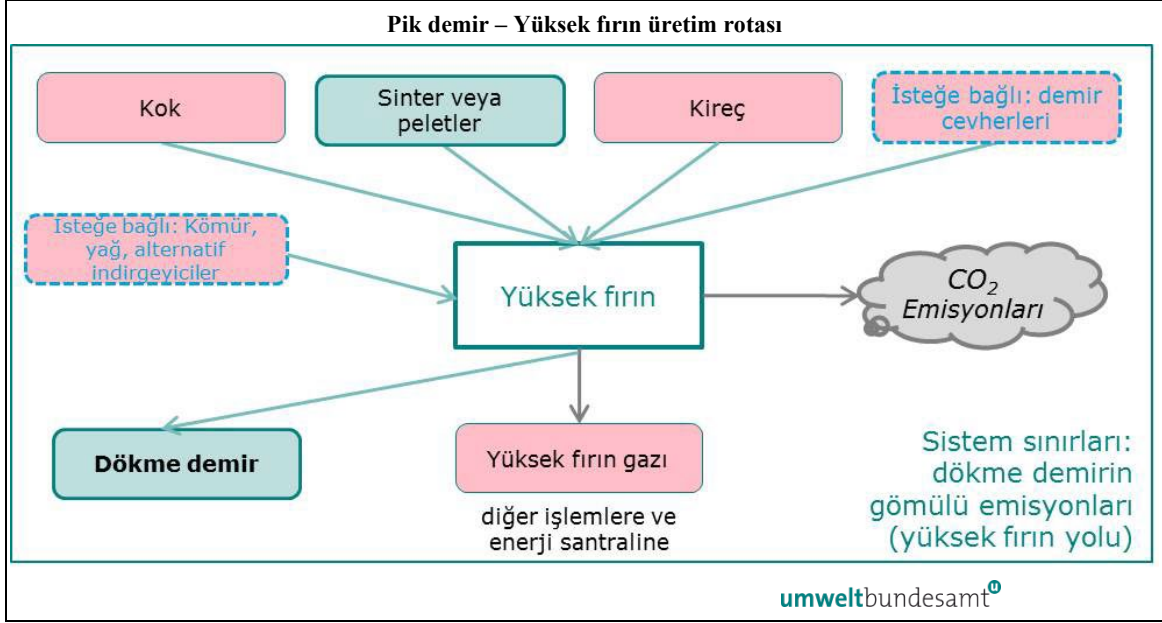 Pik demir – Yüksek fırın üretim rotası
Kok
Sinter veya
peletler
Kireç
İsteğe bağlı: demir
cevherleri
İsteğe bağlı: Kömür,
yağ, alternatif
indirgeyiciler
Yüksek fırın
CO₂
Emisyonları
Dökme demir
Yüksek fırın gazı
diğer işlemlere ve
enerji santraline
Sistem sınırları:
dökme demirin
gömülü emisyonları
(yüksek fırın yolu)
umweltbundesamt